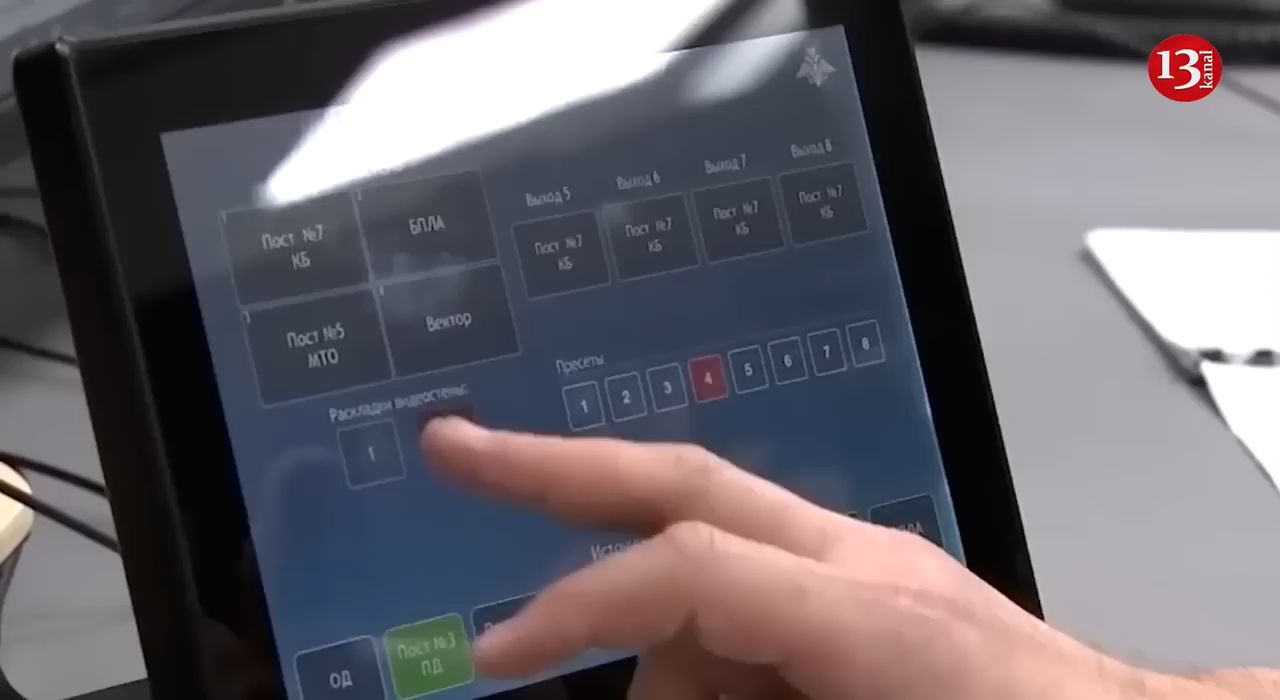 13
kanal
Выход 5
Выход 6
Выход 7
Выход 8
Пост №7
КБ
БПЛА
Пост №7
КБ
Пост №7
КБ
Пост №7
КБ
Пост №7
КБ
3
Пост №5
МТО
4
Вектор
Пресеты
1
2
3
4
5
6
7
8
Раскладки видеостены:
1
ОД
Пост №3
ПД